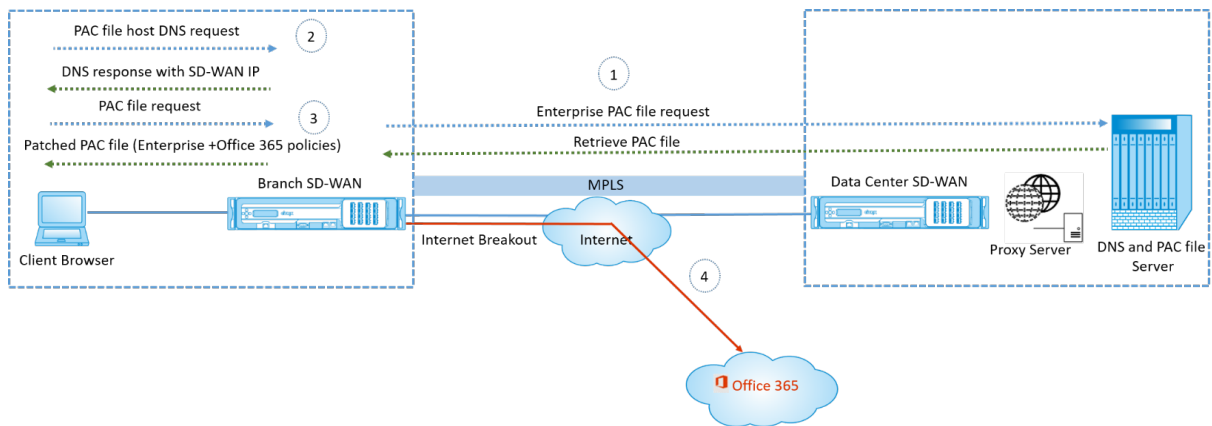 PAC file host DNS request
2
DNS response with SD-WAN IP
PAC file request
3
Patched PAC file (Enterprise +Office 365 policies)
Branch SD-WAN
Client Browser
1
Enterprise PAC file request
Retrieve PAC file
MPLS
Internet Breakout
Internet
4
Office 365
Data Center SD-WAN
Proxy Server
DNS and PAC file
Server